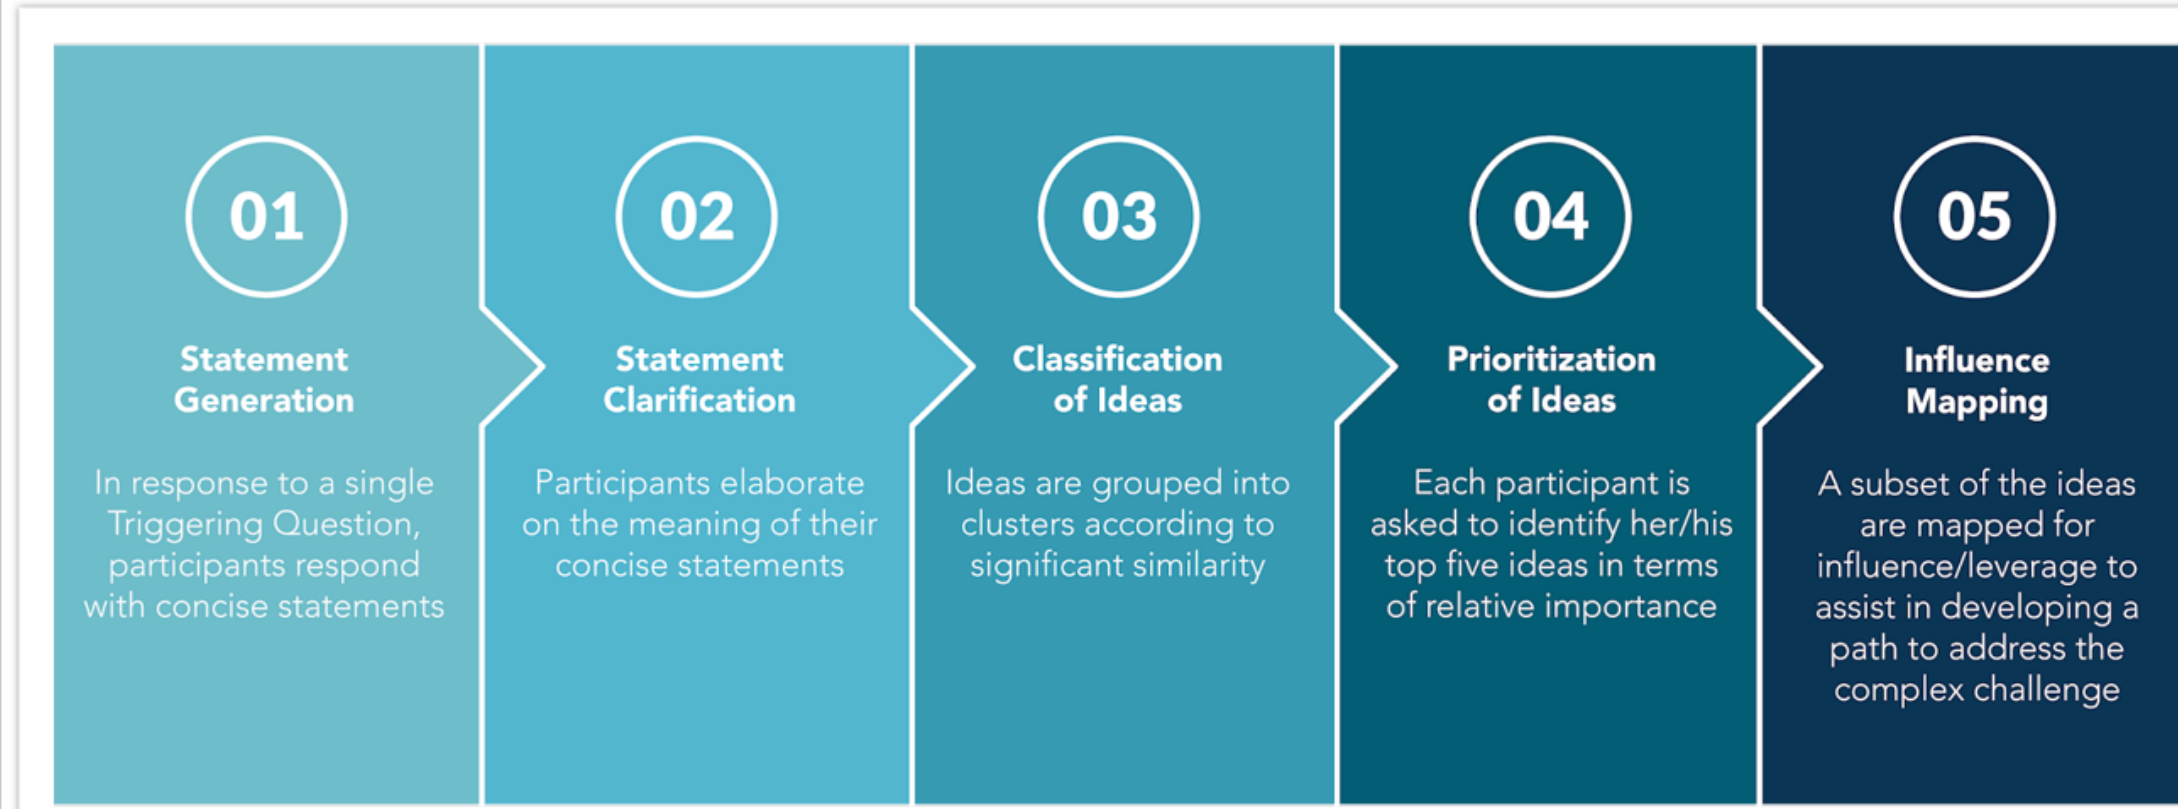 01
Statement
Generation
In response to a single
Triggering Question,
participants respond
with concise statements
02
Statement
Clarification
Participants elaborate
on the meaning of their
concise statements
03
Classification
of Ideas
Ideas are grouped into
clusters according to
significant similarity
04
Prioritization
of Ideas
Each participant is
asked to identify her/his
top five ideas in terms
of relative importance
05
Influence
Mapping
A subset of the ideas
are mapped for
influence/leverage to
assist in developing a
path to address the
complex challenge